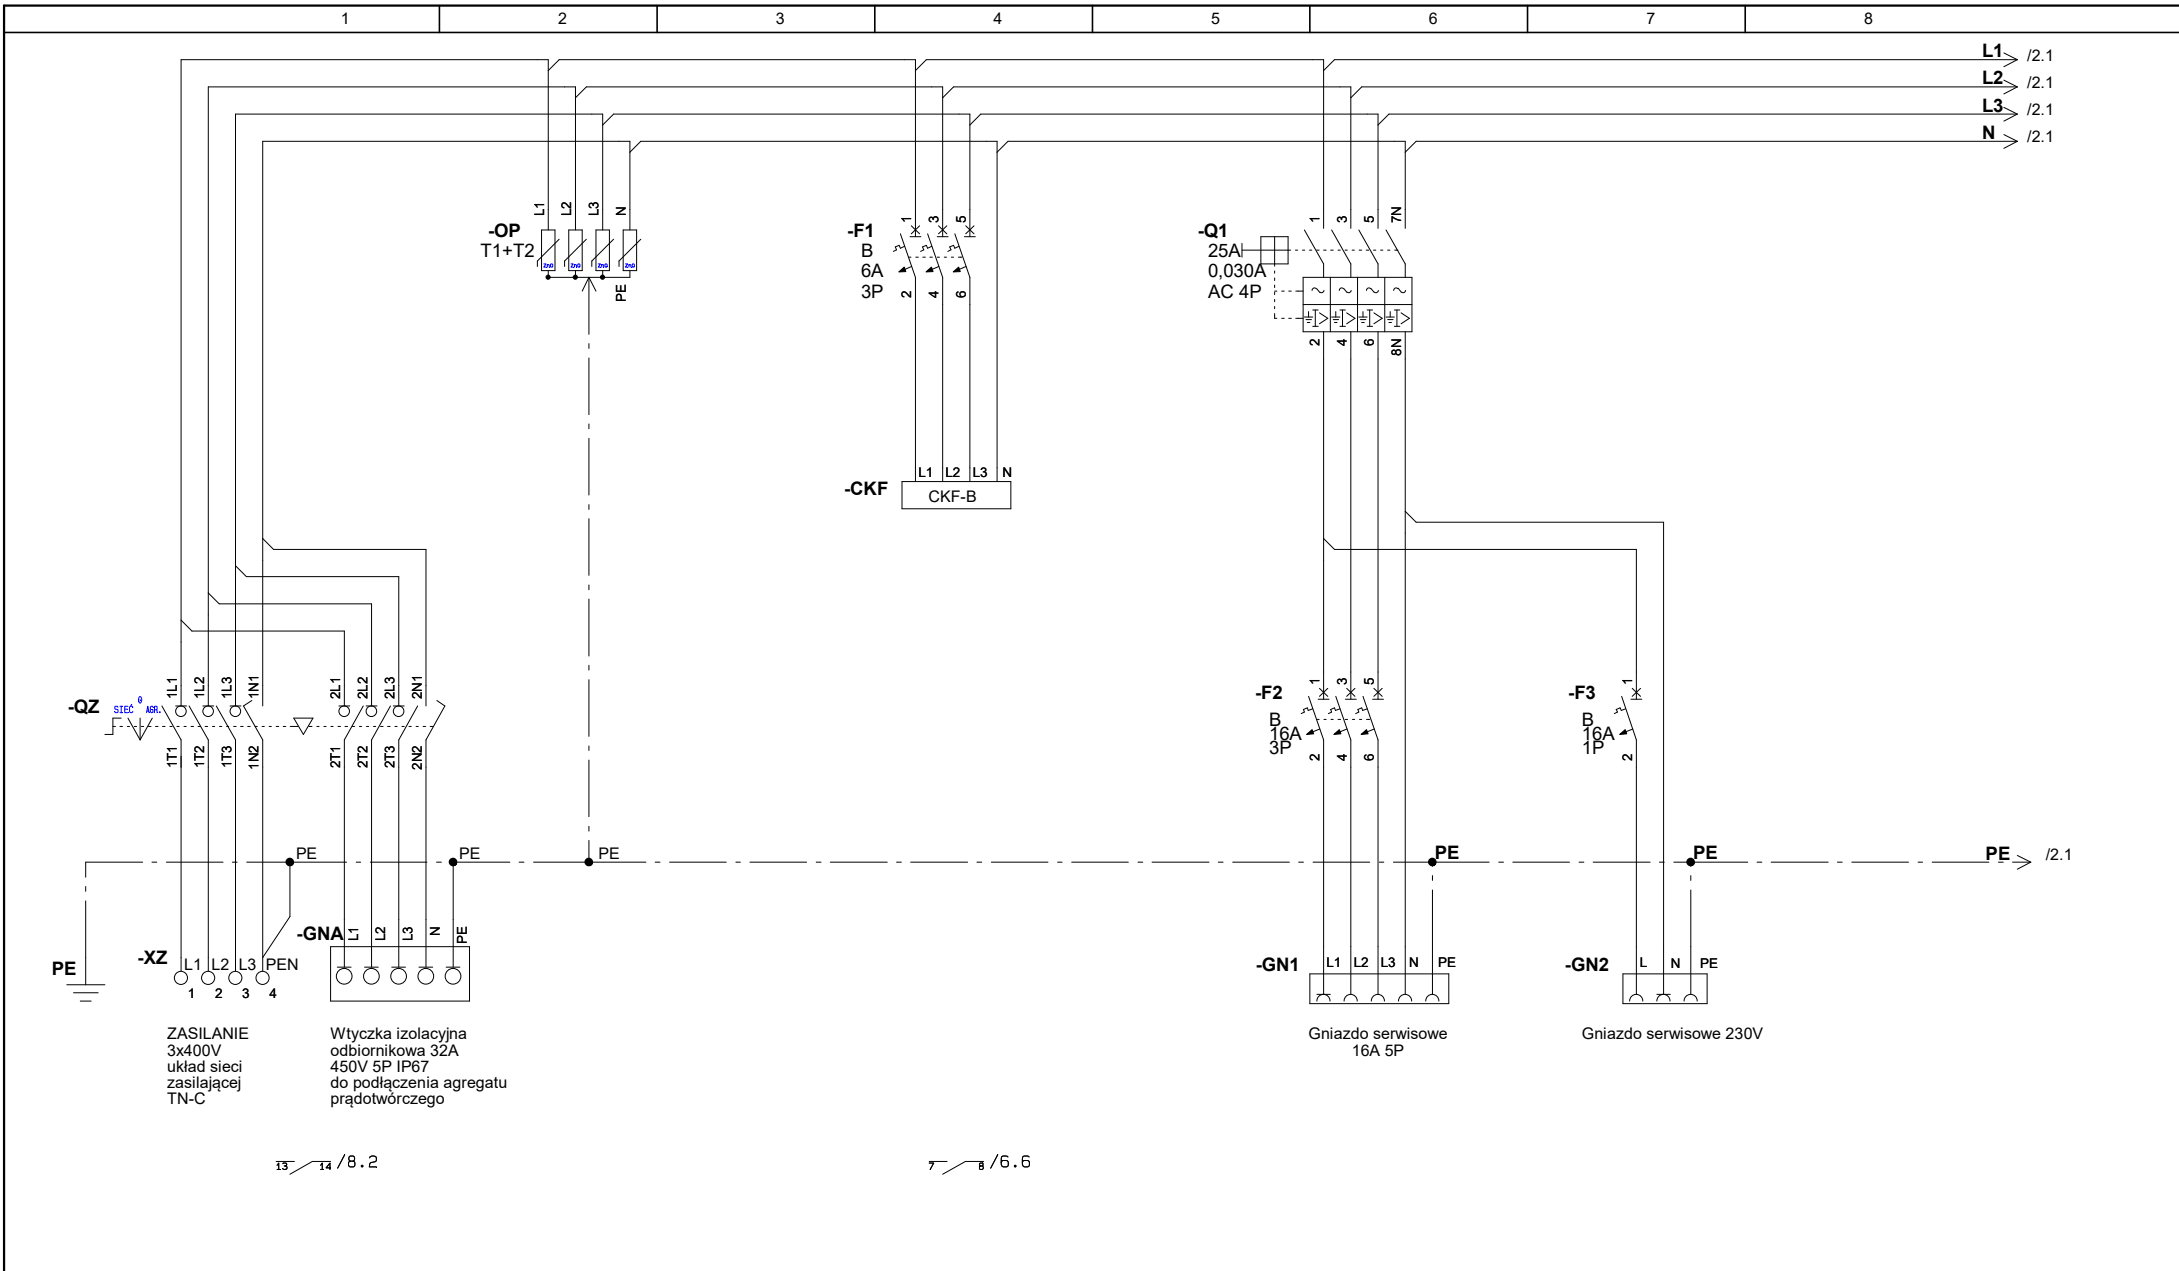 1 2 3 4 5 6 7 8
L1 /2.1
L2 /2.1
L3 /2.1
N /2.1
-OP
T1+T2
L1 L2 L3 N
ZnO ZnO ZnO ZnO
PE
-F1
B
6A
3P
1 3 5
2 4 6
-Q1
25A
0,030A
AC 4P
1 3 5 7N
2 4 6 8N
-CKF
L1 L2 L3 N
CKF-B
-QZ
SIEĆ 0 AGR.
1L1 1L2 1L3 1N1
2L1 2L2 2L3 2N1
1T1 1T2 1T3 1N2
2T1 2T2 2T3 2N2
-F2
B
16A
3P
1 3 5
2 4 6
-F3
B
16A
1P
1
2
PE PE PE PE PE PE /2.1
PE
-XZ
L1 L2 L3 PEN
1 2 3 4
-GNA
L1 L2 L3 N PE
-GN1
L1 L2 L3 N PE
-GN2
L N PE
ZASILANIE
3x400V
układ sieci
zasilającej
TN-C
Wtyczka izolacyjna
odbiornikowa 32A
450V 5P IP67
do podłączenia agregatu
prądotwórczego
Gniazdo serwisowe
16A 5P
Gniazdo serwisowe 230V
13 14 /8.2
7 8 /6.6